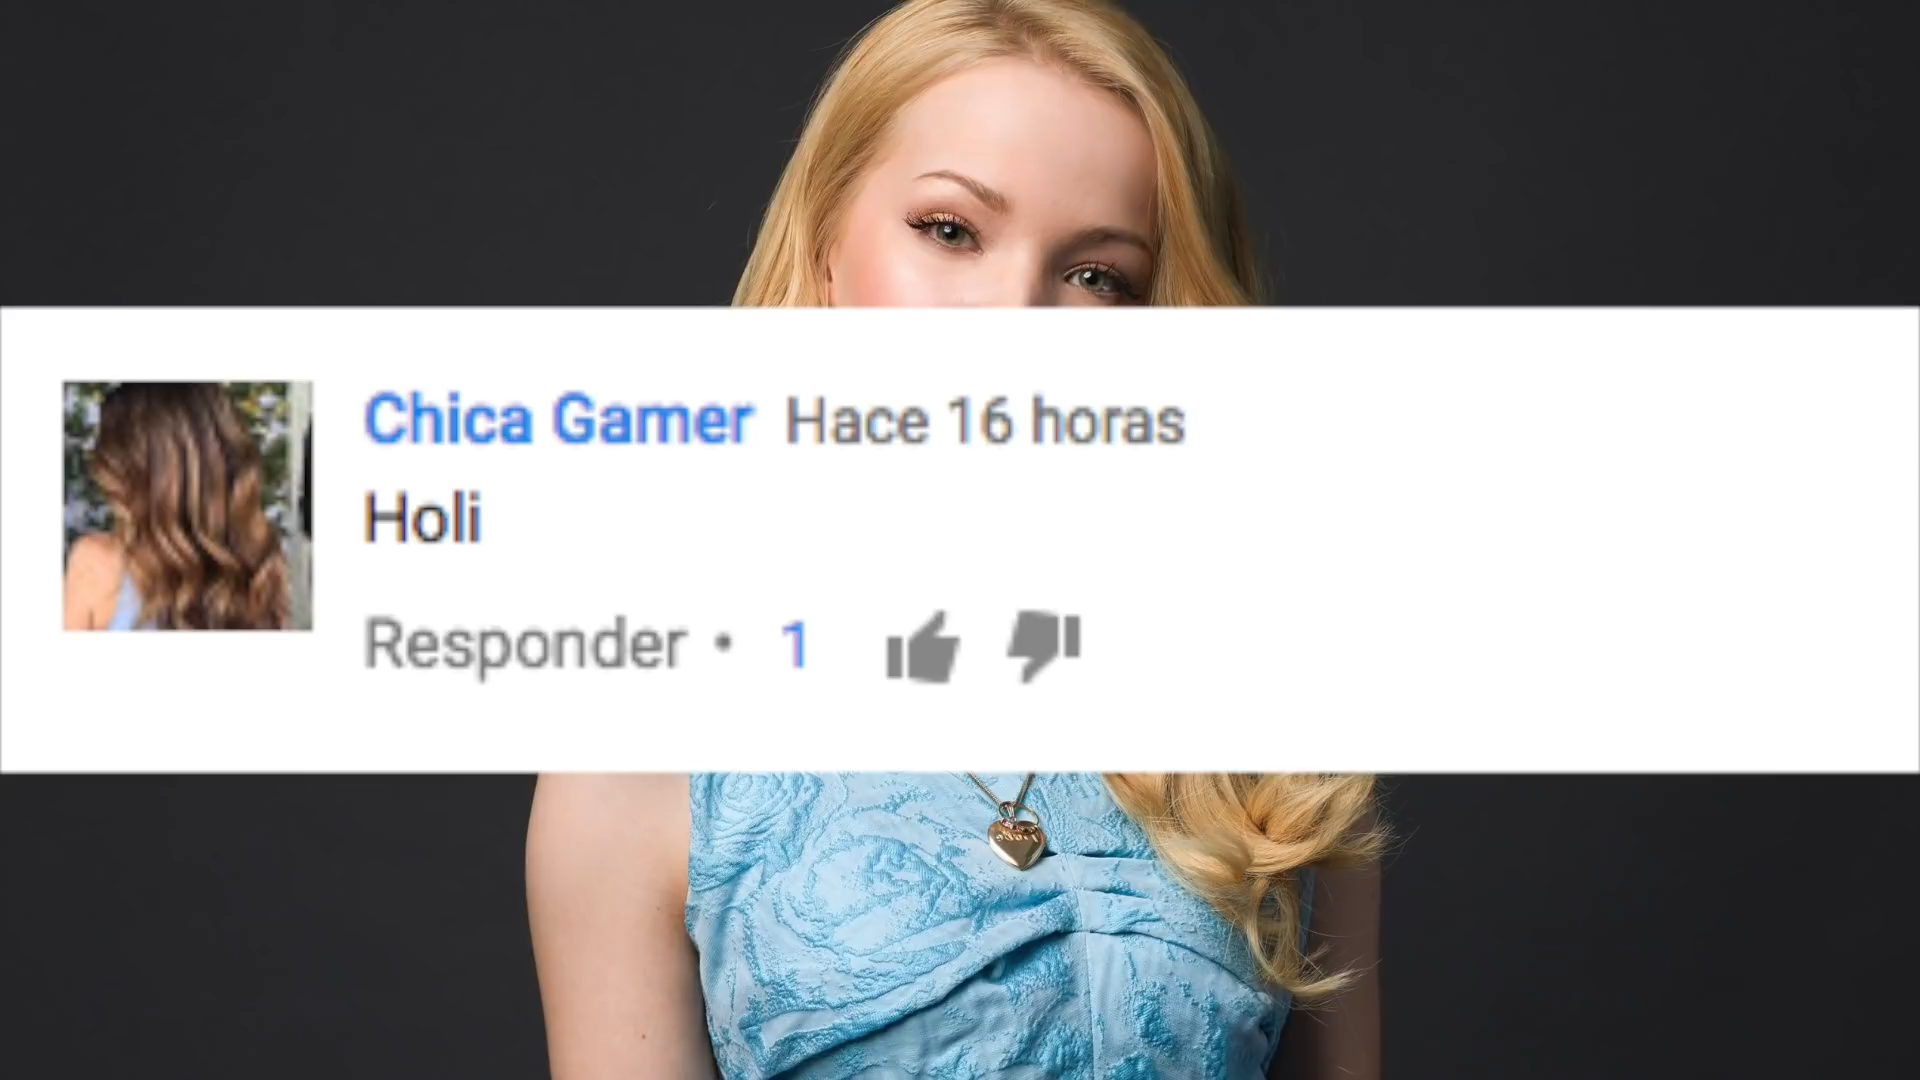 Chica Gamer Hace 16 horas
Holi
Responder • 1